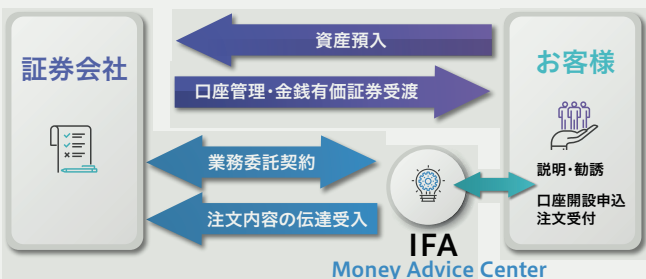 証券会社
資産預入
口座管理・金銭有価証券受渡
お客様
業務委託契約
注文内容の伝達受入
説明・勧誘
口座開設申込
注文受付
IFA
Money Advice Center